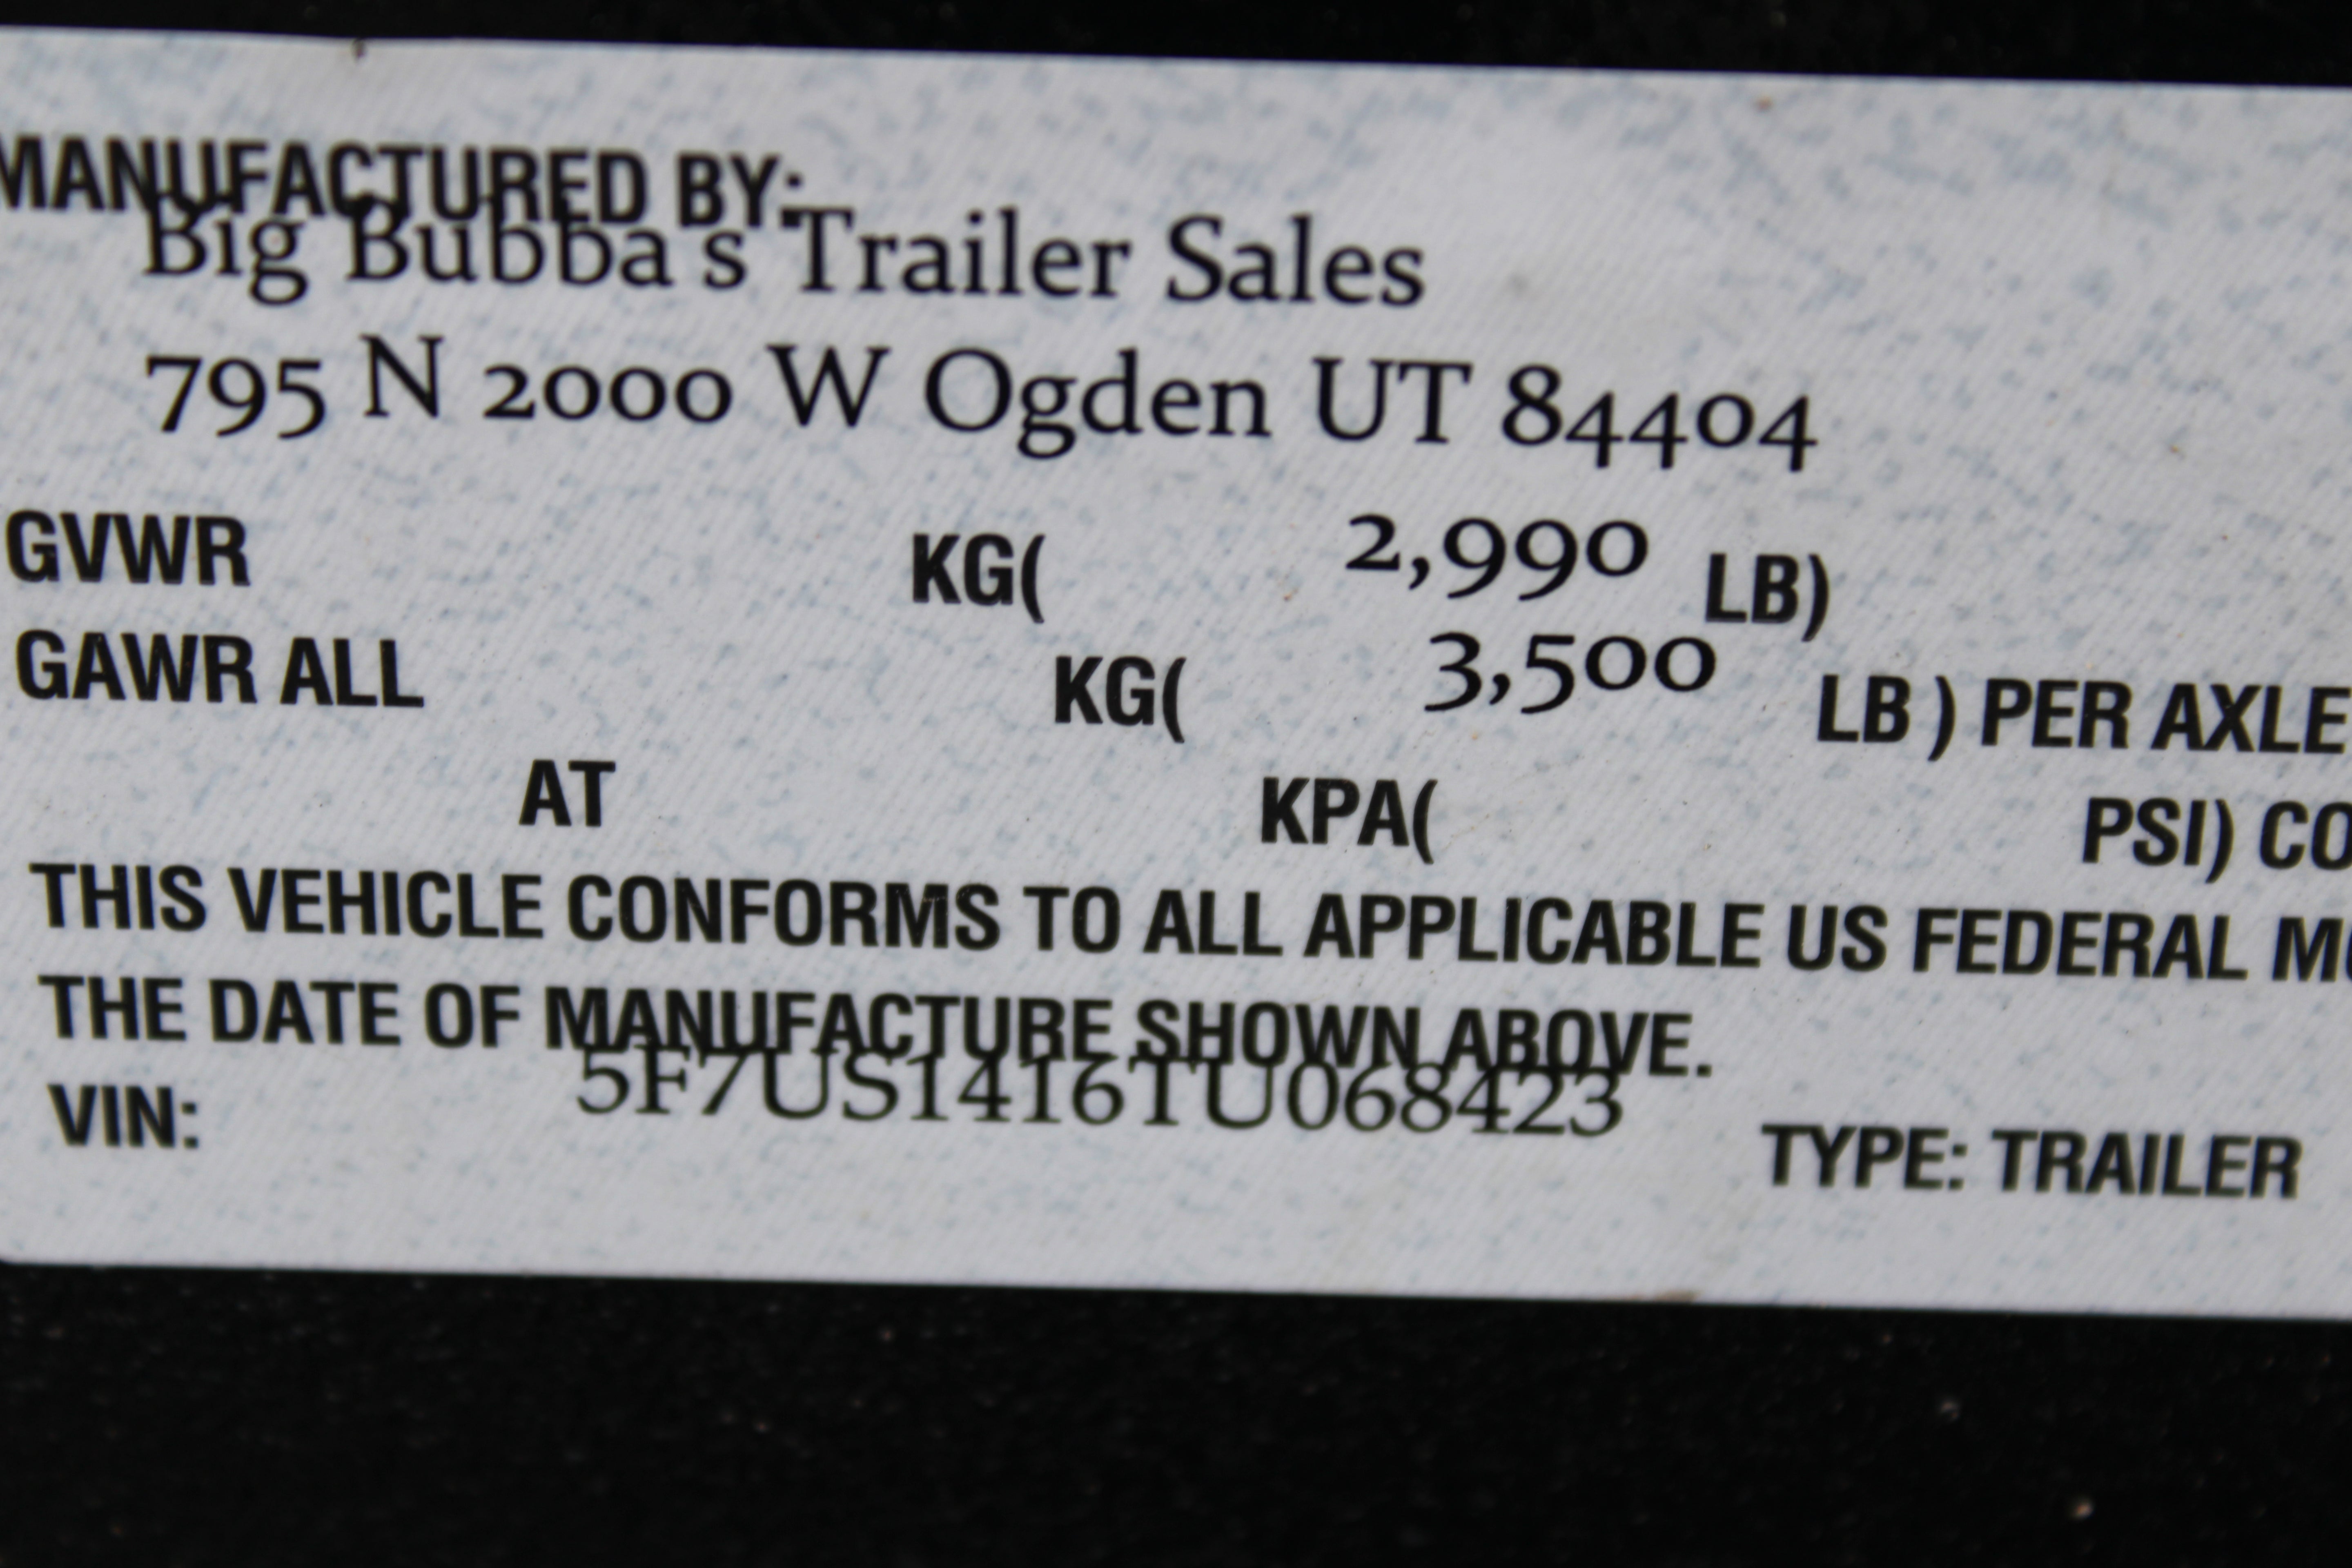 MANUFACTURED BY:
Big Bubba's Trailer Sales
795 N 2000 W Ogden UT 84404
GVWR KG( 2,990 LB)
GAWR ALL KG( 3,500 LB ) PER AXLE
AT KPA( PSI) CO
THIS VEHICLE CONFORMS TO ALL APPLICABLE US FEDERAL MO
THE DATE OF MANUFACTURE SHOWN ABOVE.
VIN: 5F7US1416TU068423 TYPE: TRAILER